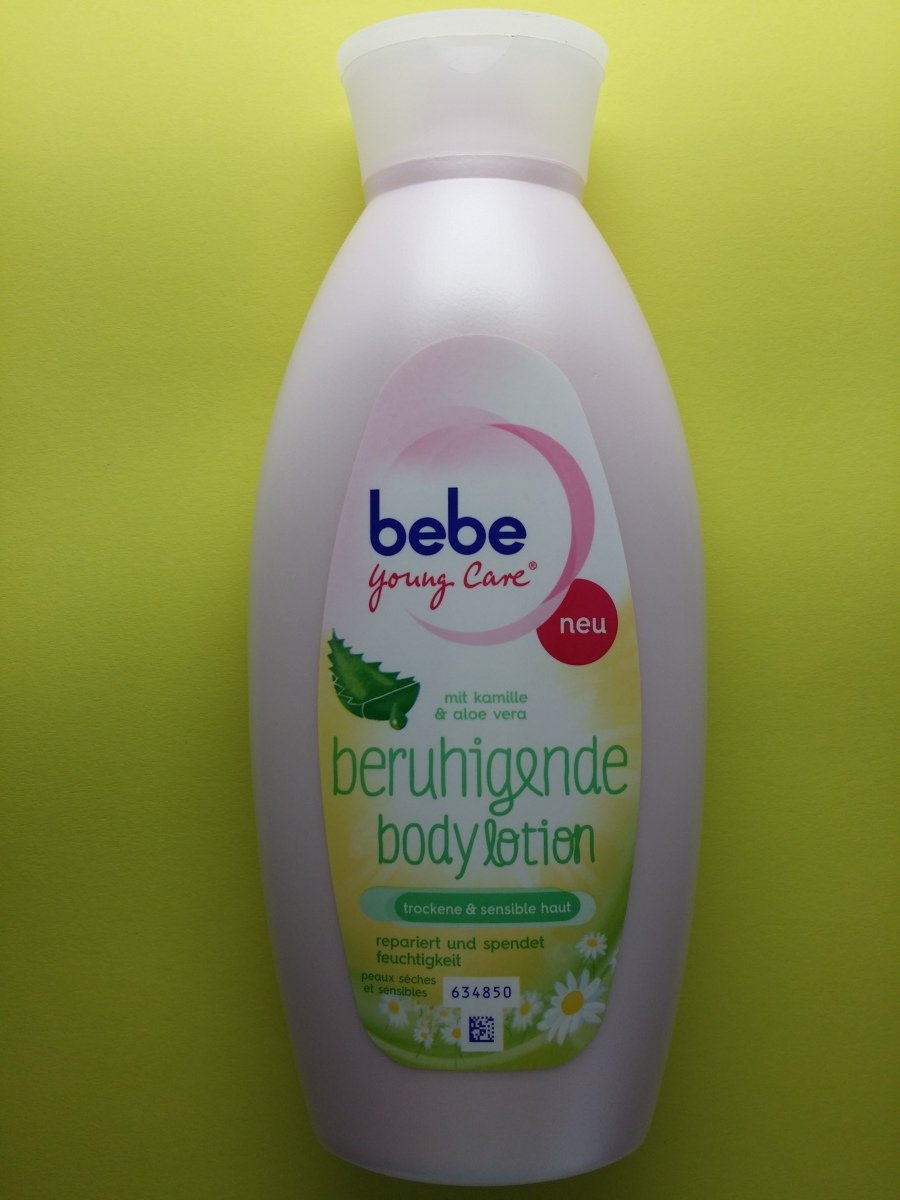 bebe
young care®
neu
mit kamille
& aloe vera
beruhigende
bodylotion
trockene & sensible haut
repariert und spendet
feuchtigkeit
peaux sèches
et sensibles
634850